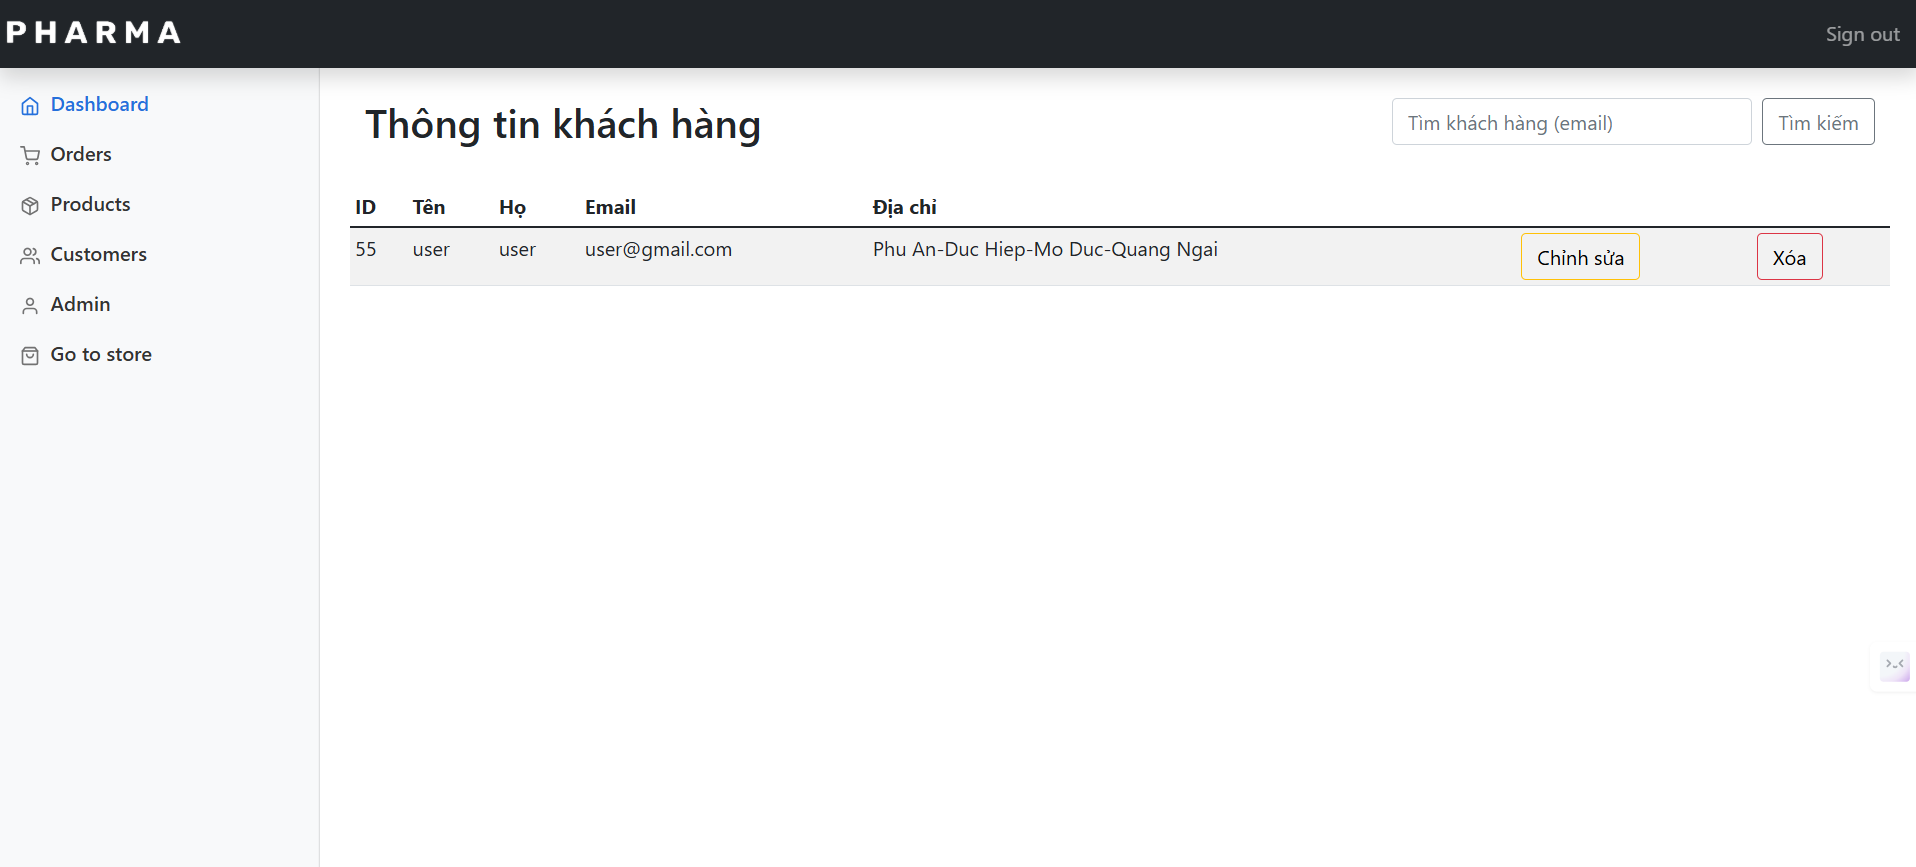 PHARMA
Sign out
Dashboard
Orders
Products
Customers
Admin
Go to store
Thông tin khách hàng
Tìm khách hàng (email)
Tìm kiếm
ID Tên Họ Email Địa chỉ
55 user user user@gmail.com Phu An-Duc Hiep-Mo Duc-Quang Ngai Chỉnh sửa Xóa